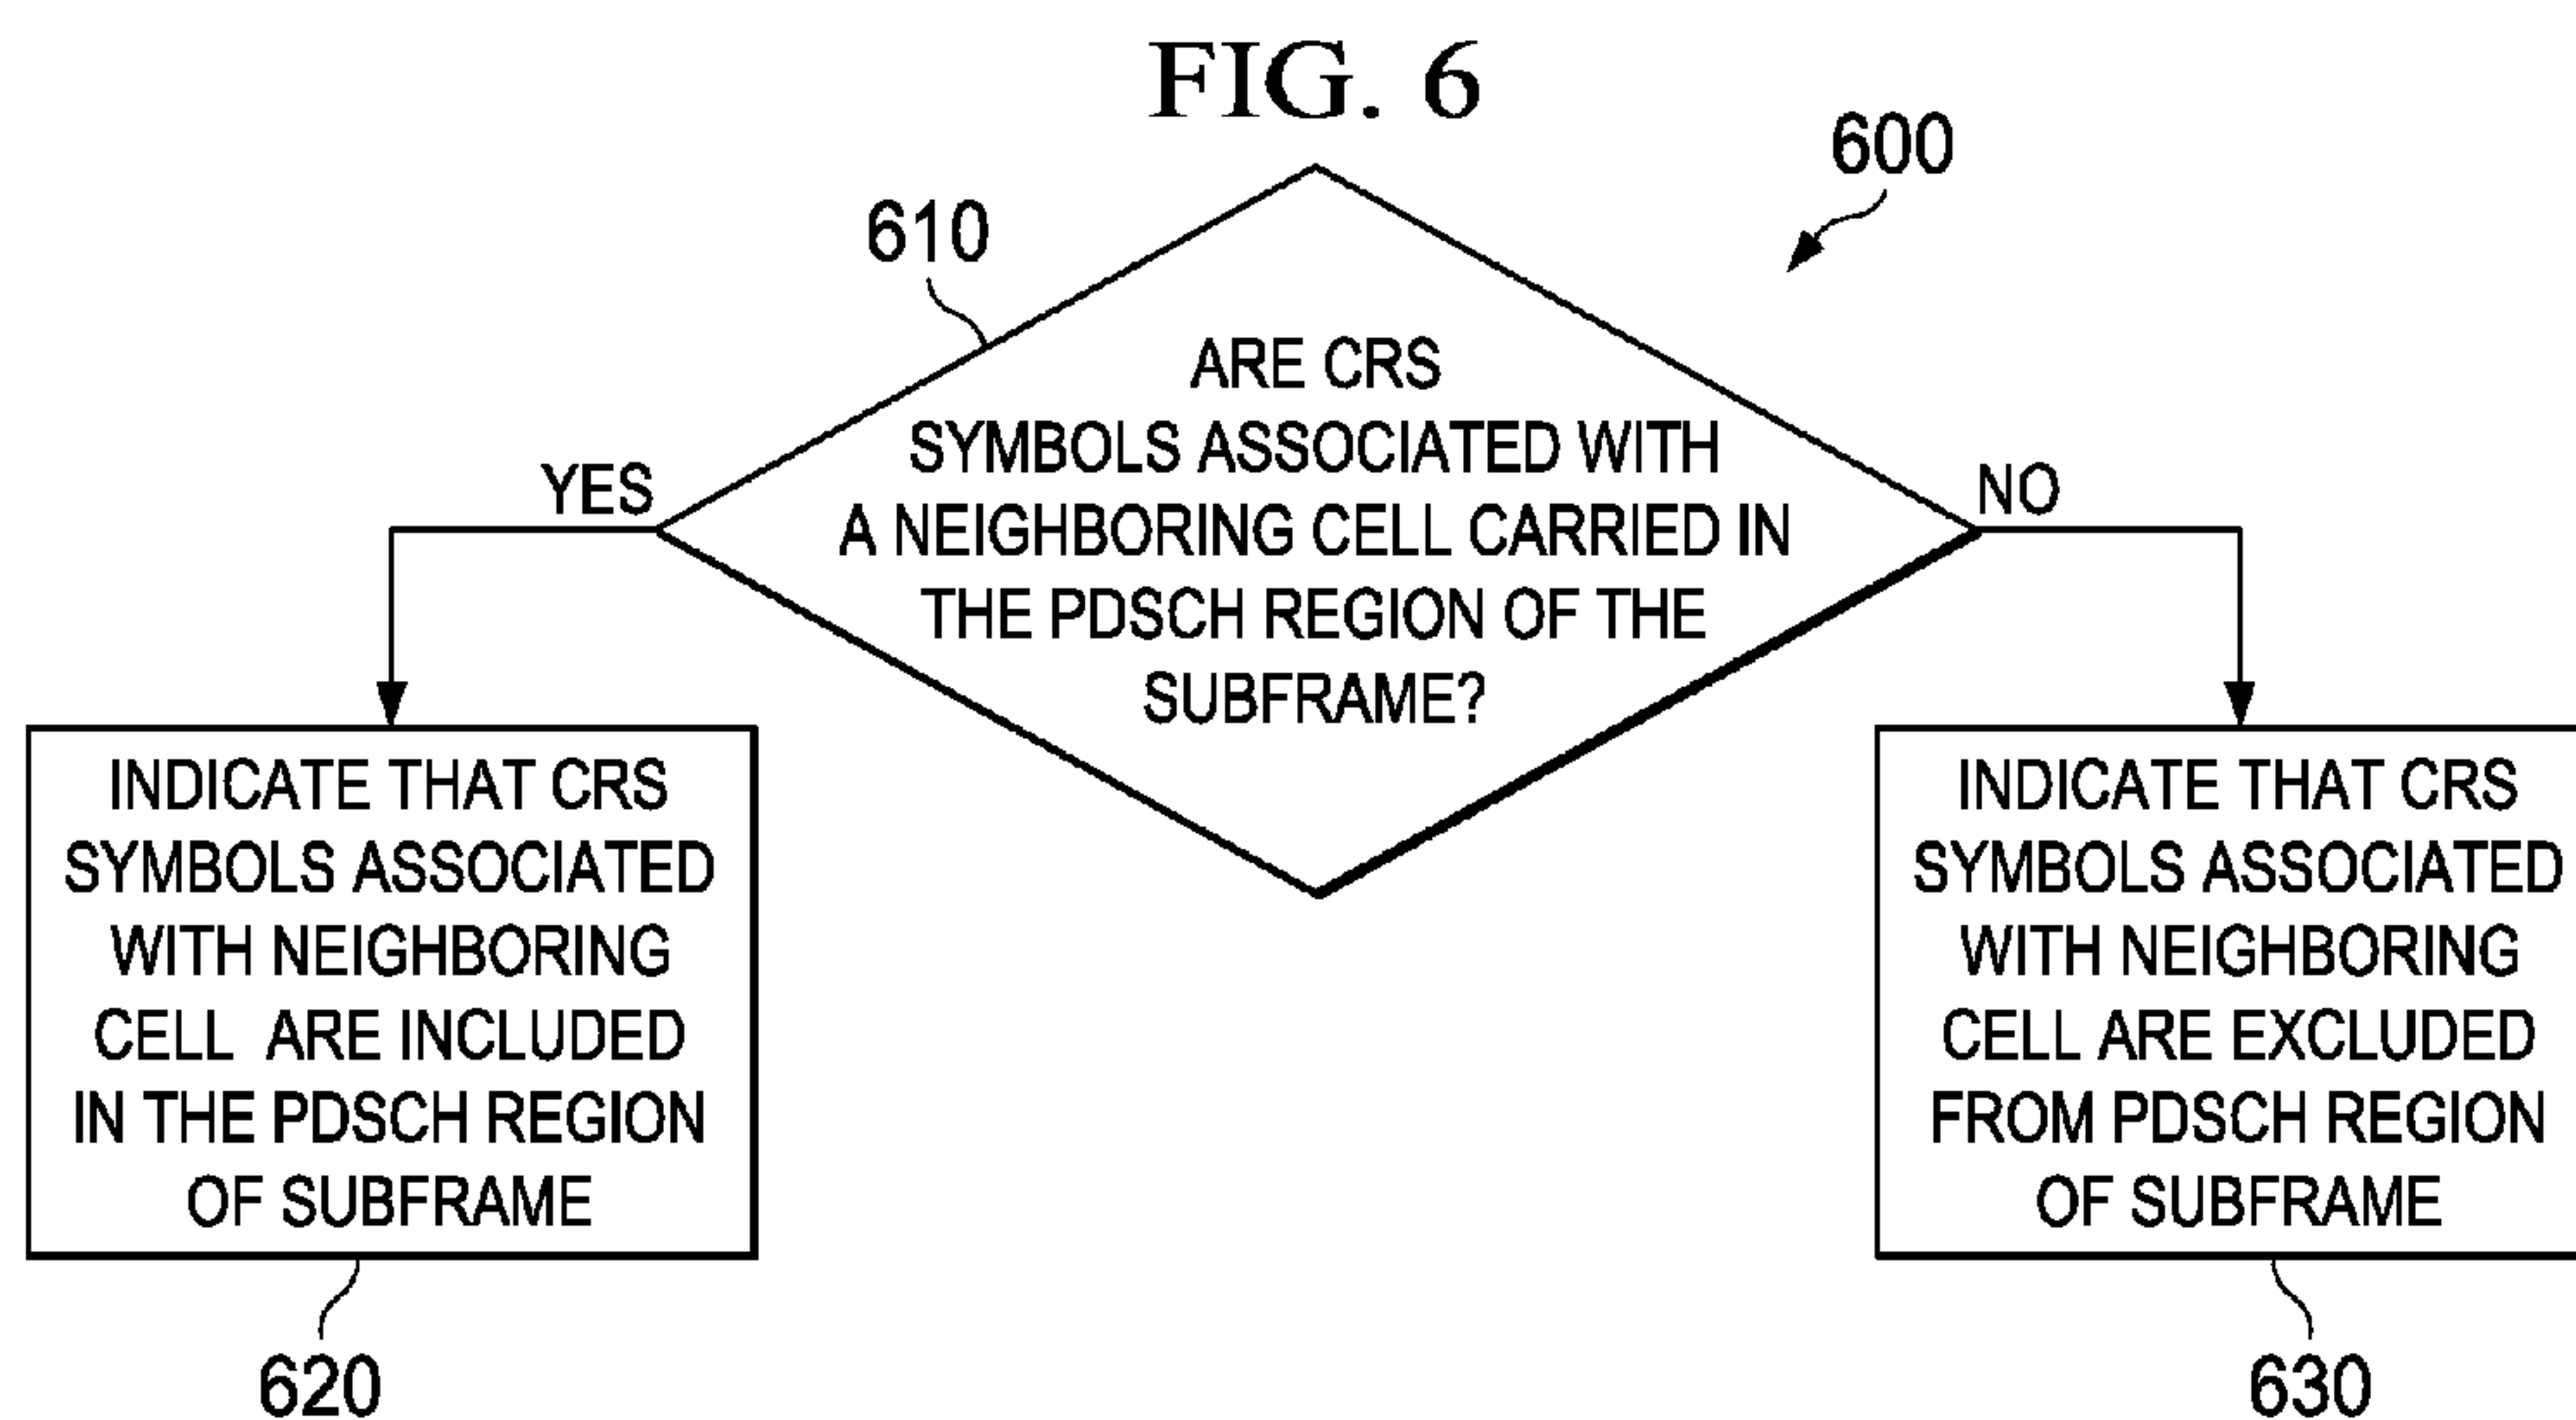 FIG. 6
600
610
ARE CRS
SYMBOLS ASSOCIATED WITH
A NEIGHBORING CELL CARRIED IN
THE PDSCH REGION OF THE
SUBFRAME?
YES
NO
INDICATE THAT CRS
SYMBOLS ASSOCIATED
WITH NEIGHBORING
CELL ARE INCLUDED
IN THE PDSCH REGION
OF SUBFRAME
620
INDICATE THAT CRS
SYMBOLS ASSOCIATED
WITH NEIGHBORING
CELL ARE EXCLUDED
FROM PDSCH REGION
OF SUBFRAME
630